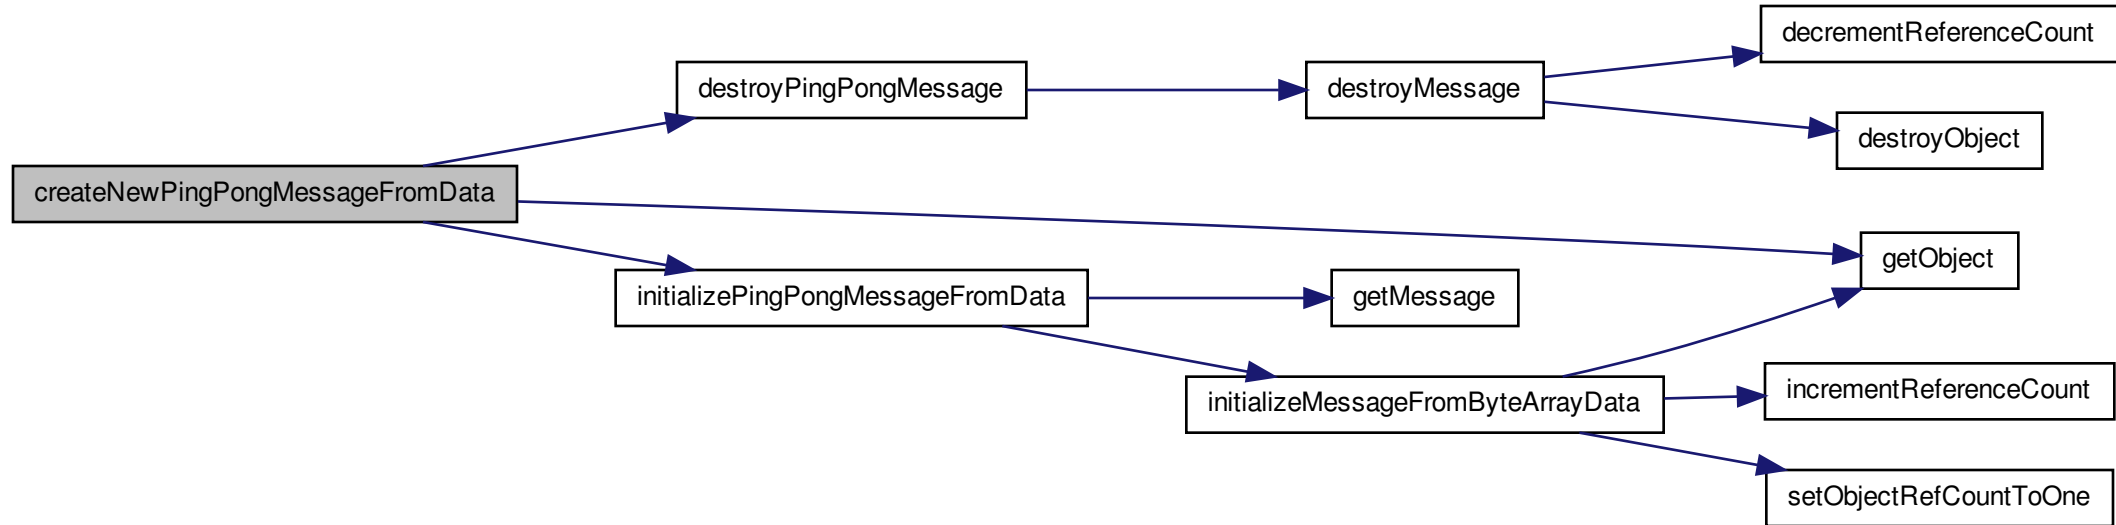 decrementReferenceCount
destroyPingPongMessage
destroyMessage
destroyObject
createNewPingPongMessageFromData
getObject
initializePingPongMessageFromData
getMessage
initializeMessageFromByteArrayData
incrementReferenceCount
setObjectRefCountToOne